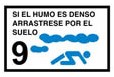 SI EL HUMO ES DENSO
ARRASTRESE POR EL
SUELO
9